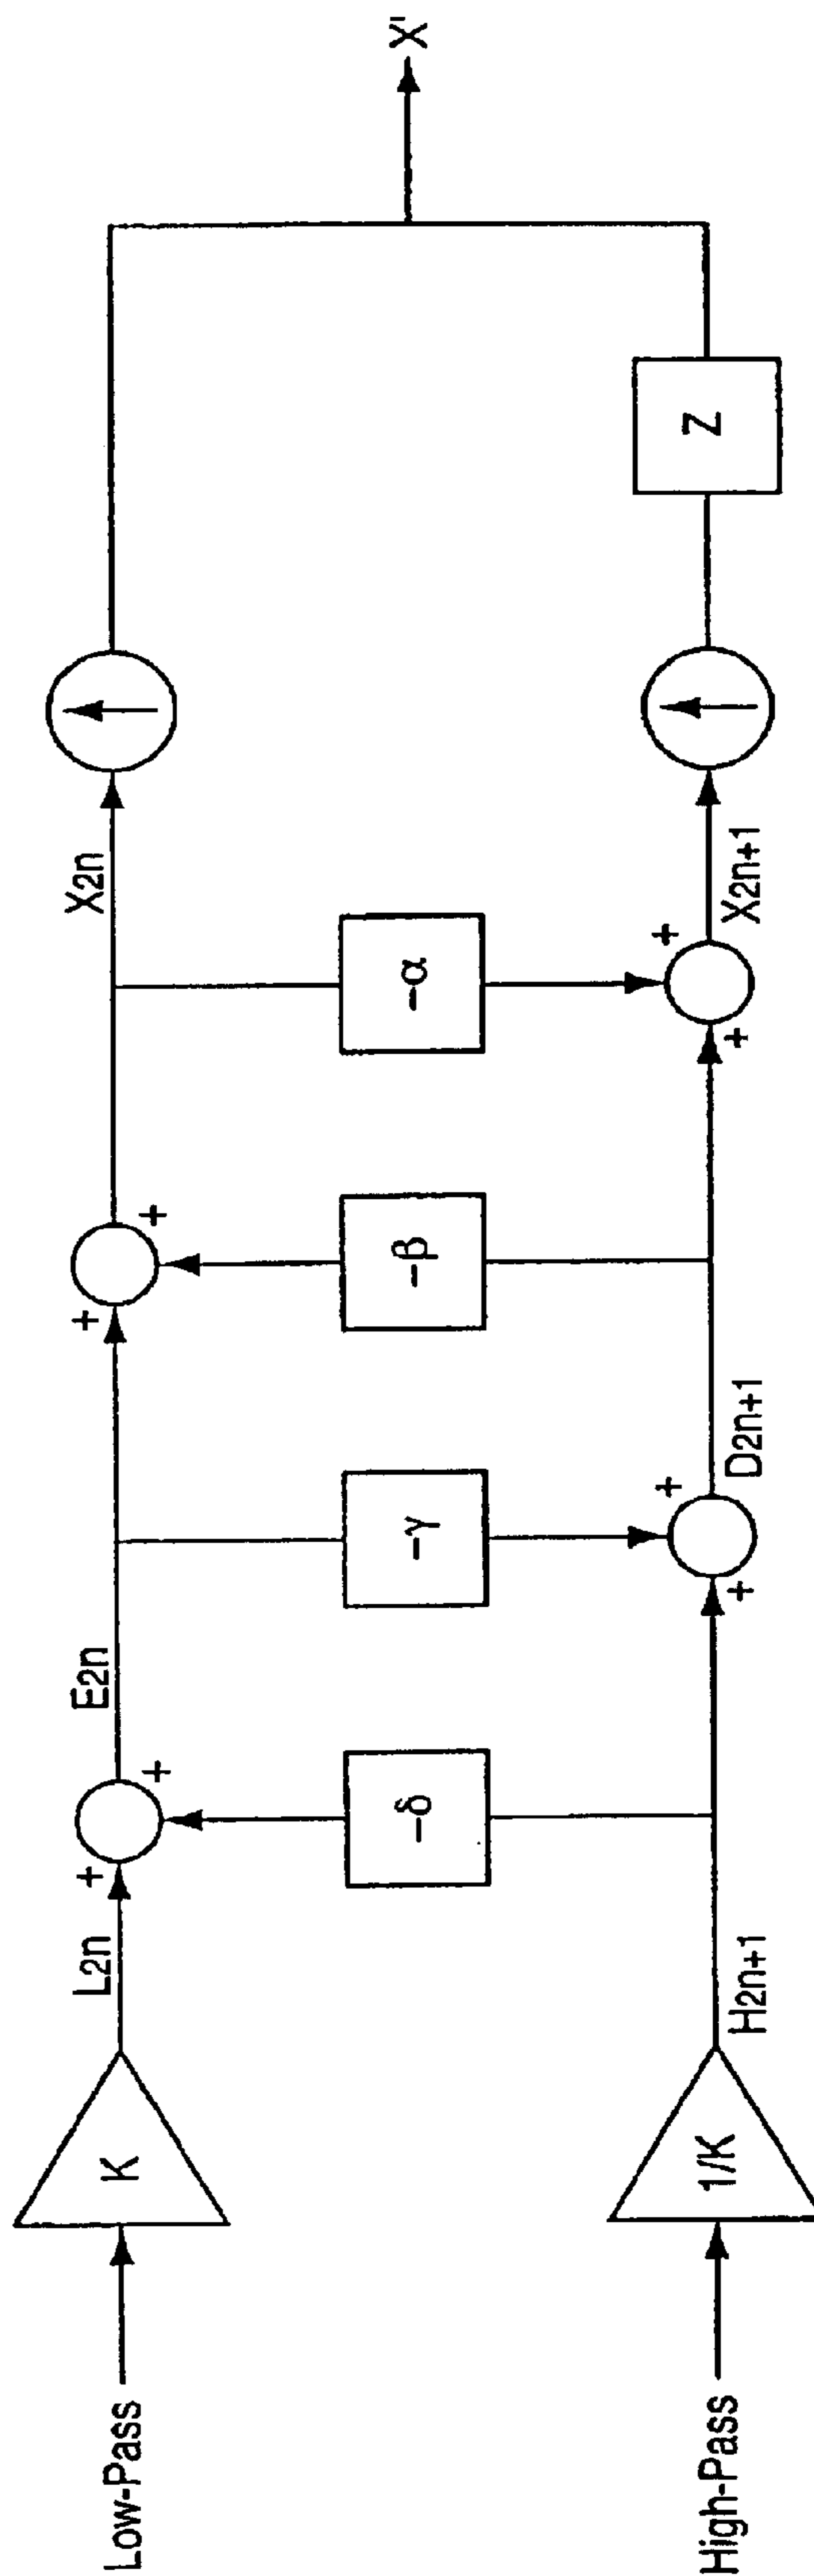 Low-Pass
K
L2n
+
+
E2n
+
+
X2n
X'
-δ
-γ
-β
-α
High-Pass
1/K
H2n+1
+
+
D2n+1
+
+
X2n+1
Z